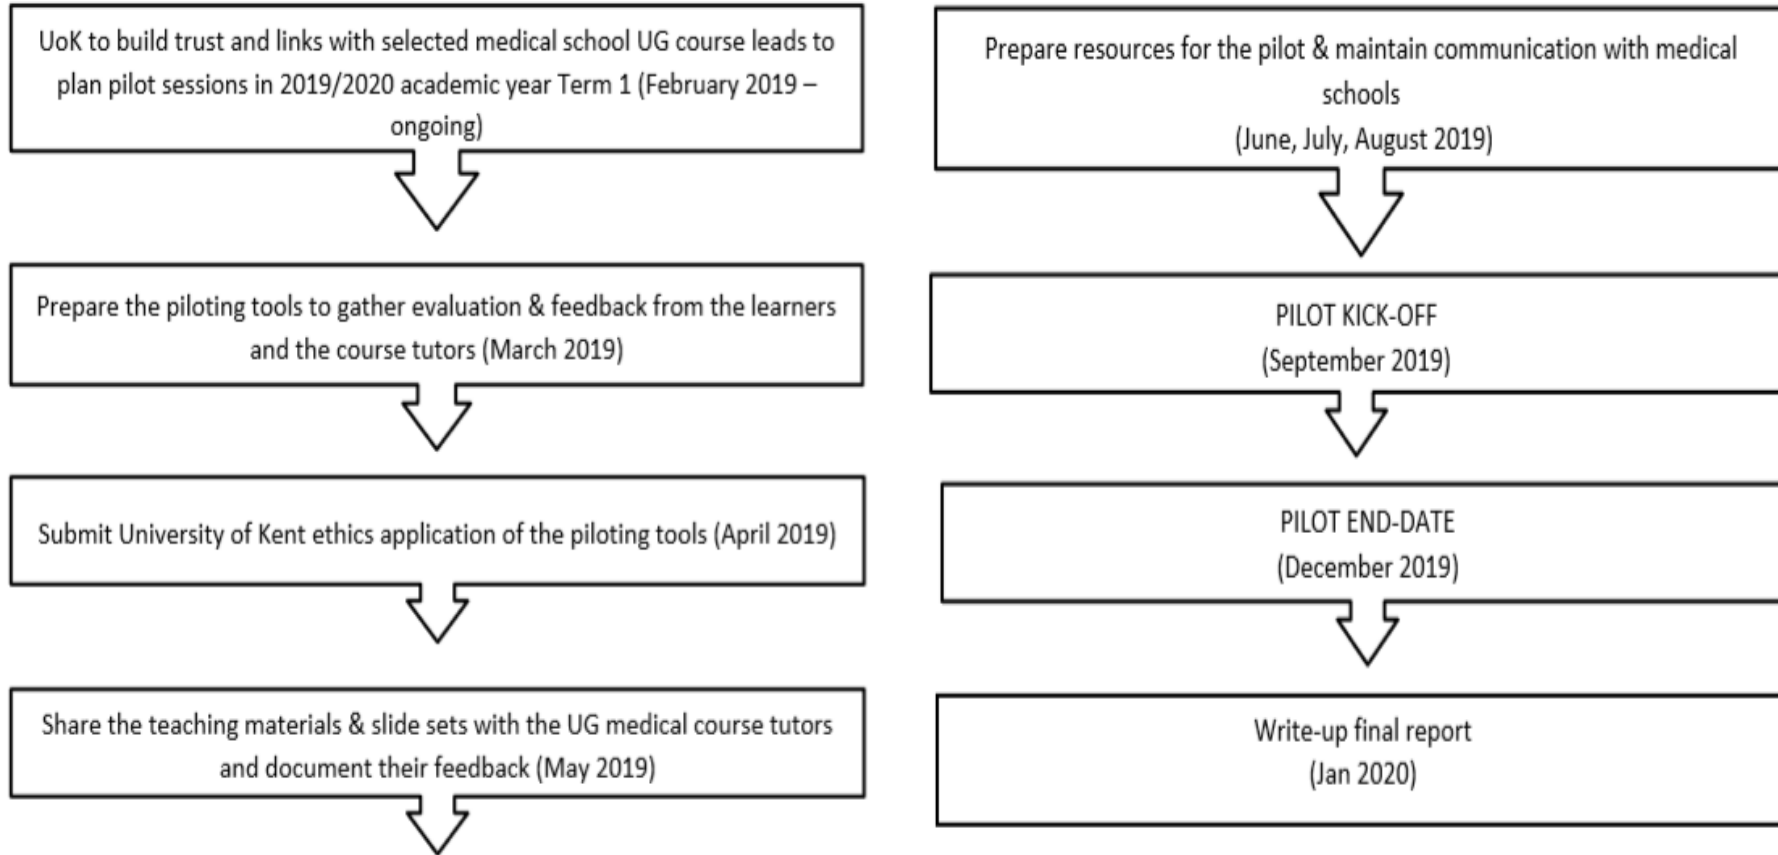 UoK to build trust and links with selected medical school UG course leads to
plan pilot sessions in 2019/2020 academic year Term 1 (February 2019 –
ongoing)
Prepare the piloting tools to gather evaluation & feedback from the learners
and the course tutors (March 2019)
Submit University of Kent ethics application of the piloting tools (April 2019)
Share the teaching materials & slide sets with the UG medical course tutors
and document their feedback (May 2019)
Prepare resources for the pilot & maintain communication with medical
schools
(June, July, August 2019)
PILOT KICK-OFF
(September 2019)
PILOT END-DATE
(December 2019)
Write-up final report
(Jan 2020)